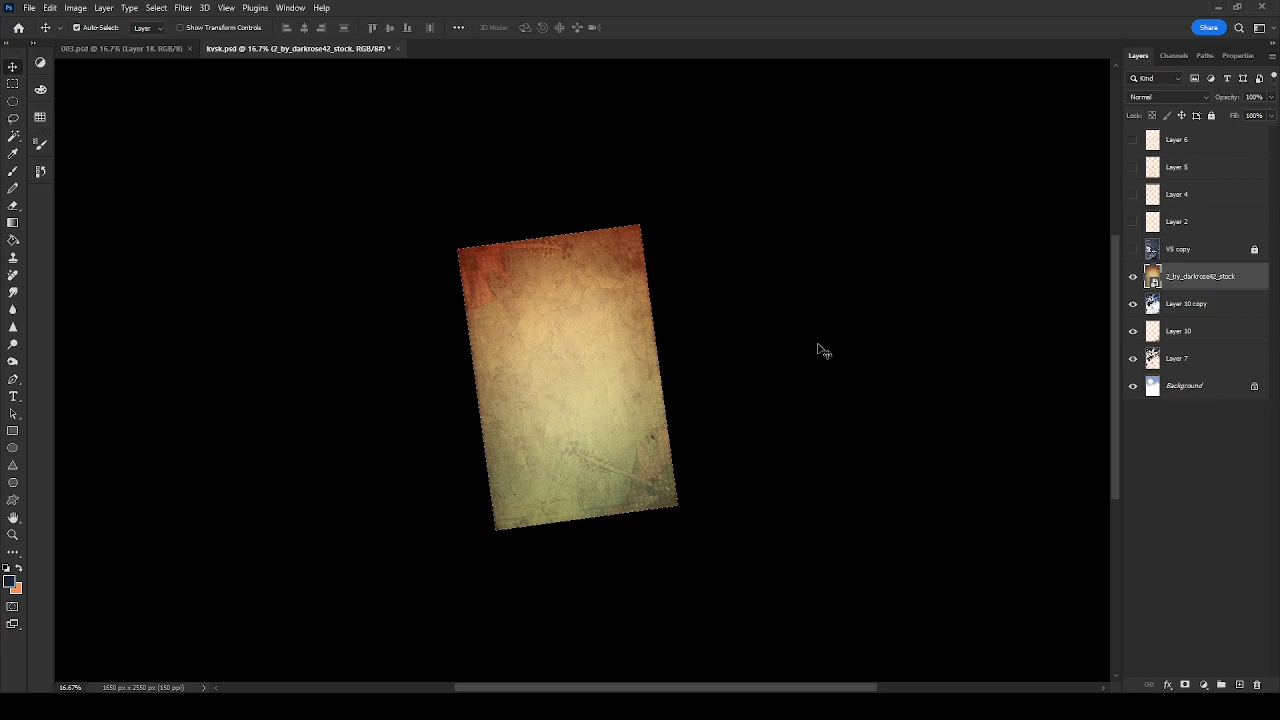 Ps File Edit Image Layer Type Select Filter 3D View Plugins Window Help
Auto-Select: Layer Show Transform Controls 3D Mode: Share
003.psd @ 16.7% (Layer 18, RGB/8) × kvsk.psd @ 16.7% (2_by_darkrose42_stock, RGB/8#) * ×
Layers Channels Paths Properties
Kind
Normal Opacity: 100%
Lock: Fill: 100%
Layer 6
Layer 5
Layer 4
Layer 2
VS copy
2_by_darkrose42_stock
Layer 10 copy
Layer 10
Layer 7
Background
16.67% 1650 px x 2550 px (150 ppi)